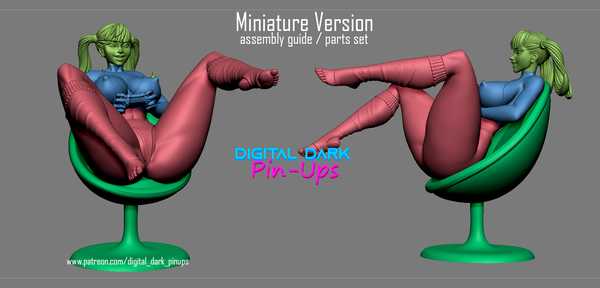 Miniature Version
assembly guide / parts set
DIGITAL DARK
Pin-Ups
www.patreon.com/digital_dark_pinups